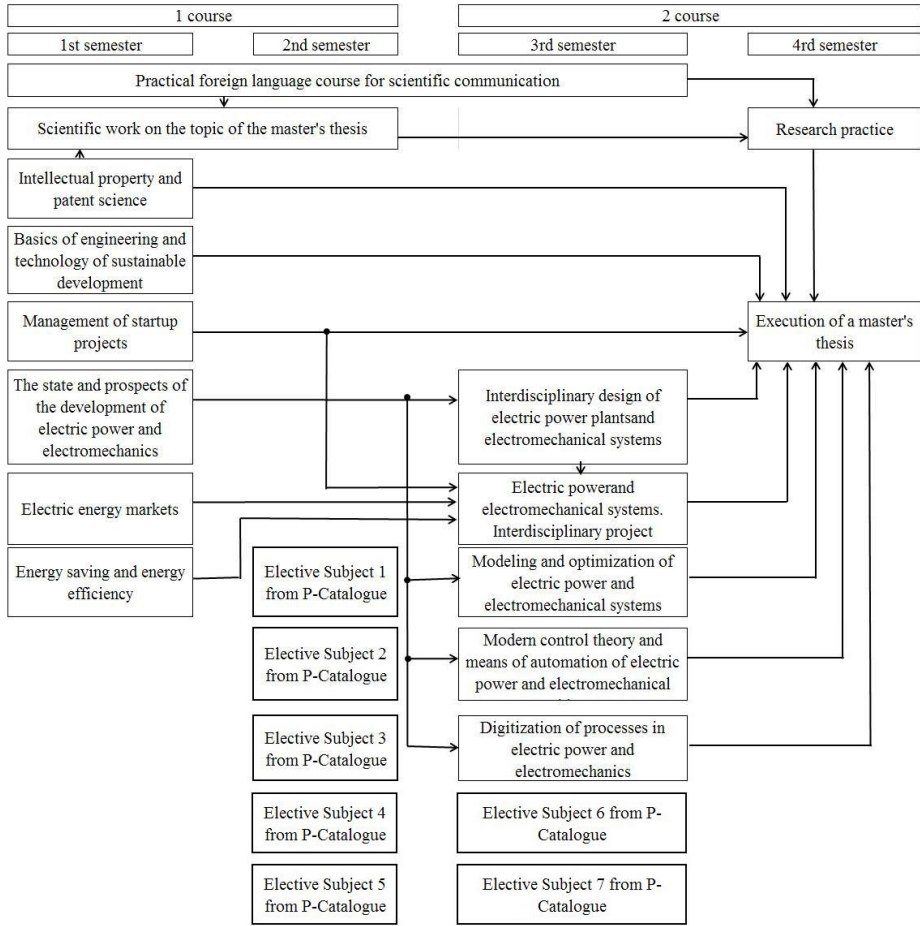 1 course
2 course
1st semester
2nd semester
3rd semester
4rd semester
Practical foreign language course for scientific communication
Scientific work on the topic of the master's thesis
Research practice
Intellectual property and
patent science
Basics of engineering and
technology of sustainable
development
Management of startup
projects
Execution of a master's
thesis
The state and prospects of
the development of
electric power and
electromechanics
Interdisciplinary design of
electric power plantsand
electromechanical systems
Electric energy markets
Electric powerand
electromechanical systems.
Interdisciplinary project
Energy saving and energy
efficiency
Elective Subject 1
from P-Catalogue
Modeling and optimization of
electric power and
electromechanical systems
Elective Subject 2
from P-Catalogue
Modern control theory and
means of automation of electric
power and electromechanical
Elective Subject 3
from P-Catalogue
Digitization of processes in
electric power and
electromechanics
Elective Subject 4
from P-Catalogue
Elective Subject 6 from P-
Catalogue
Elective Subject 5
from P-Catalogue
Elective Subject 7 from P-
Catalogue